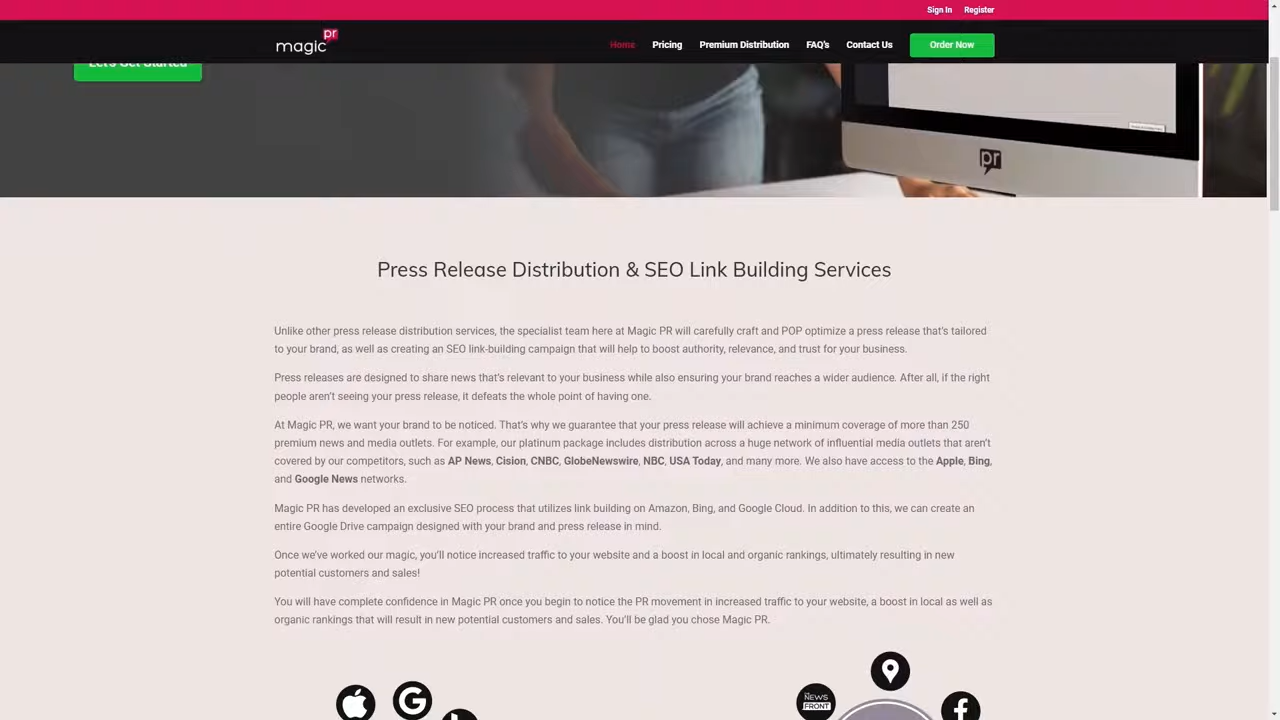 Sign In Register
magic pr
Home Pricing Premium Distribution FAQ's Contact Us Order Now
Let's Get Started
pr
Press Release Distribution & SEO Link Building Services
Unlike other press release distribution services, the specialist team here at Magic PR will carefully craft and POP optimize a press release that's tailored
to your brand, as well as creating an SEO link-building campaign that will help to boost authority, relevance, and trust for your business.
Press releases are designed to share news that's relevant to your business while also ensuring your brand reaches a wider audience. After all, if the right
people aren't seeing your press release, it defeats the whole point of having one.
At Magic PR, we want your brand to be noticed. That's why we guarantee that your press release will achieve a minimum coverage of more than 250
premium news and media outlets. For example, our platinum package includes distribution across a huge network of influential media outlets that aren't
covered by our competitors, such as AP News, Cision, CNBC, GlobeNewswire, NBC, USA Today, and many more. We also have access to the Apple, Bing,
and Google News networks.
Magic PR has developed an exclusive SEO process that utilizes link building on Amazon, Bing, and Google Cloud. In addition to this, we can create an
entire Google Drive campaign designed with your brand and press release in mind.
Once we've worked our magic, you'll notice increased traffic to your website and a boost in local and organic rankings, ultimately resulting in new
potential customers and sales!
You will have complete confidence in Magic PR once you begin to notice the PR movement in increased traffic to your website, a boost in local as well as
organic rankings that will result in new potential customers and sales. You'll be glad you chose Magic PR.
G
NEWS
FRONT
f